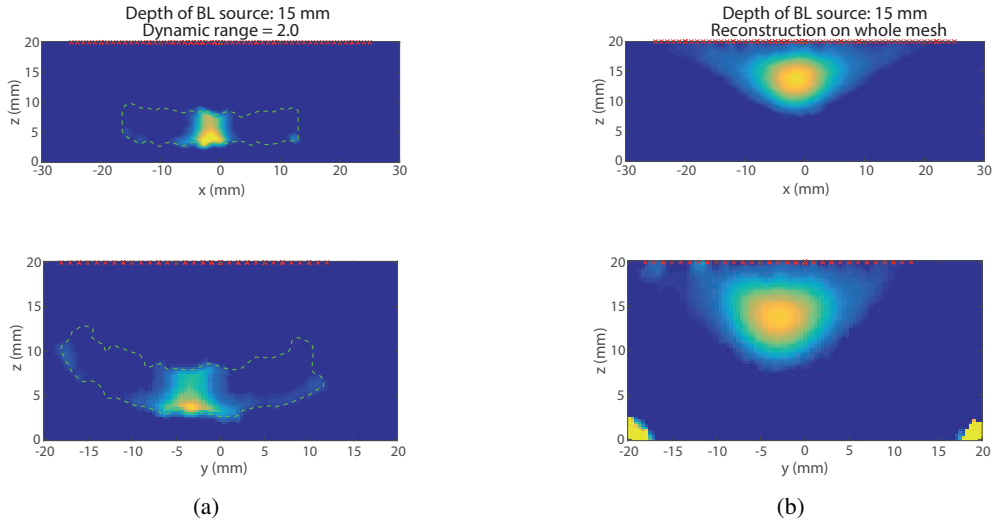 Depth of BL source: 15 mm
Dynamic range = 2.0
20
15
10
5
0
z (mm)
-30 -20 -10 0 10 20 30
x (mm)
Depth of BL source: 15 mm
Reconstruction on whole mesh
20
15
10
5
0
z (mm)
-30 -20 -10 0 10 20 30
x (mm)
20
15
10
5
0
z (mm)
-20 -15 -10 -5 0 5 10 15 20
y (mm)
20
15
10
5
0
z (mm)
-20 -15 -10 -5 0 5 10 15 20
y (mm)
(a)
(b)